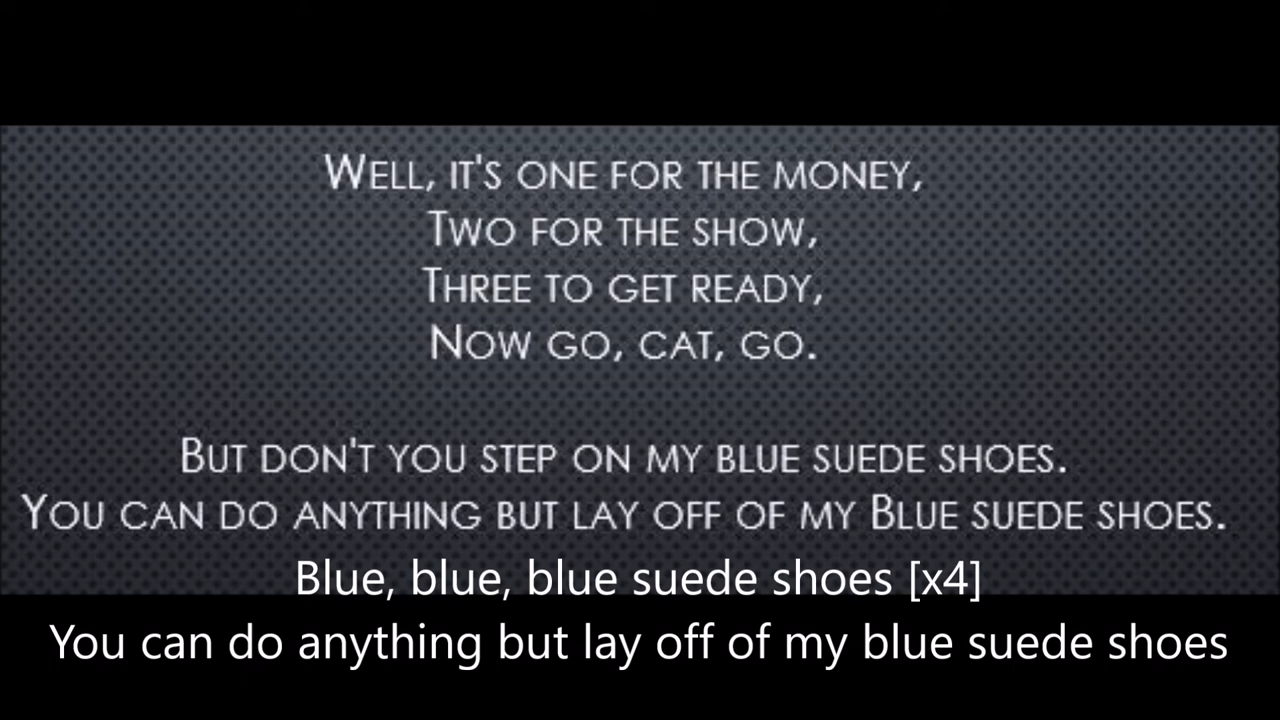 Well, it's one for the money,
Two for the show,
Three to get ready,
Now go, cat, go.
But don't you step on my blue suede shoes.
You can do anything but lay off of my Blue suede shoes.
Blue, blue, blue suede shoes [x4]
You can do anything but lay off of my blue suede shoes